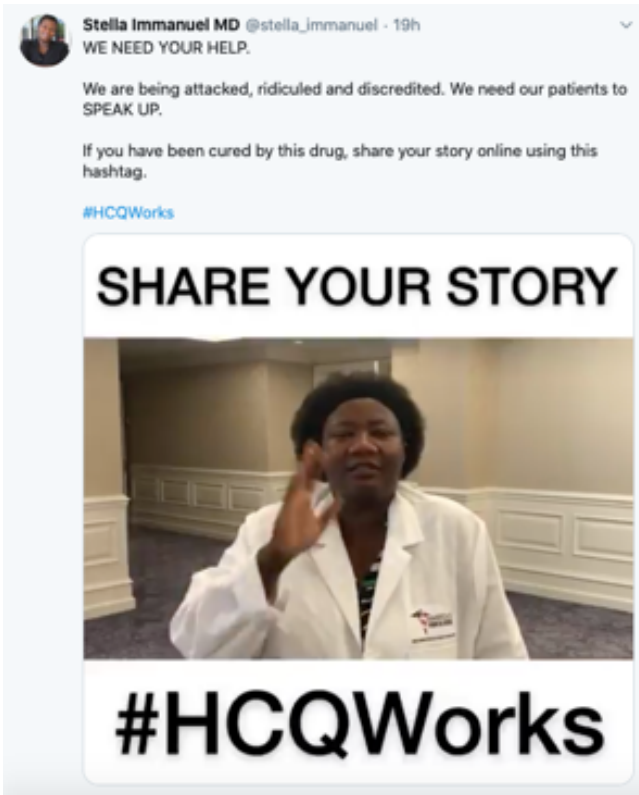 Stella Immanuel MD @stella_immanuel · 19h
WE NEED YOUR HELP.
We are being attacked, ridiculed and discredited. We need our patients to
SPEAK UP.
If you have been cured by this drug, share your story online using this
hashtag.
#HCQWorks
SHARE YOUR STORY
#HCQWorks